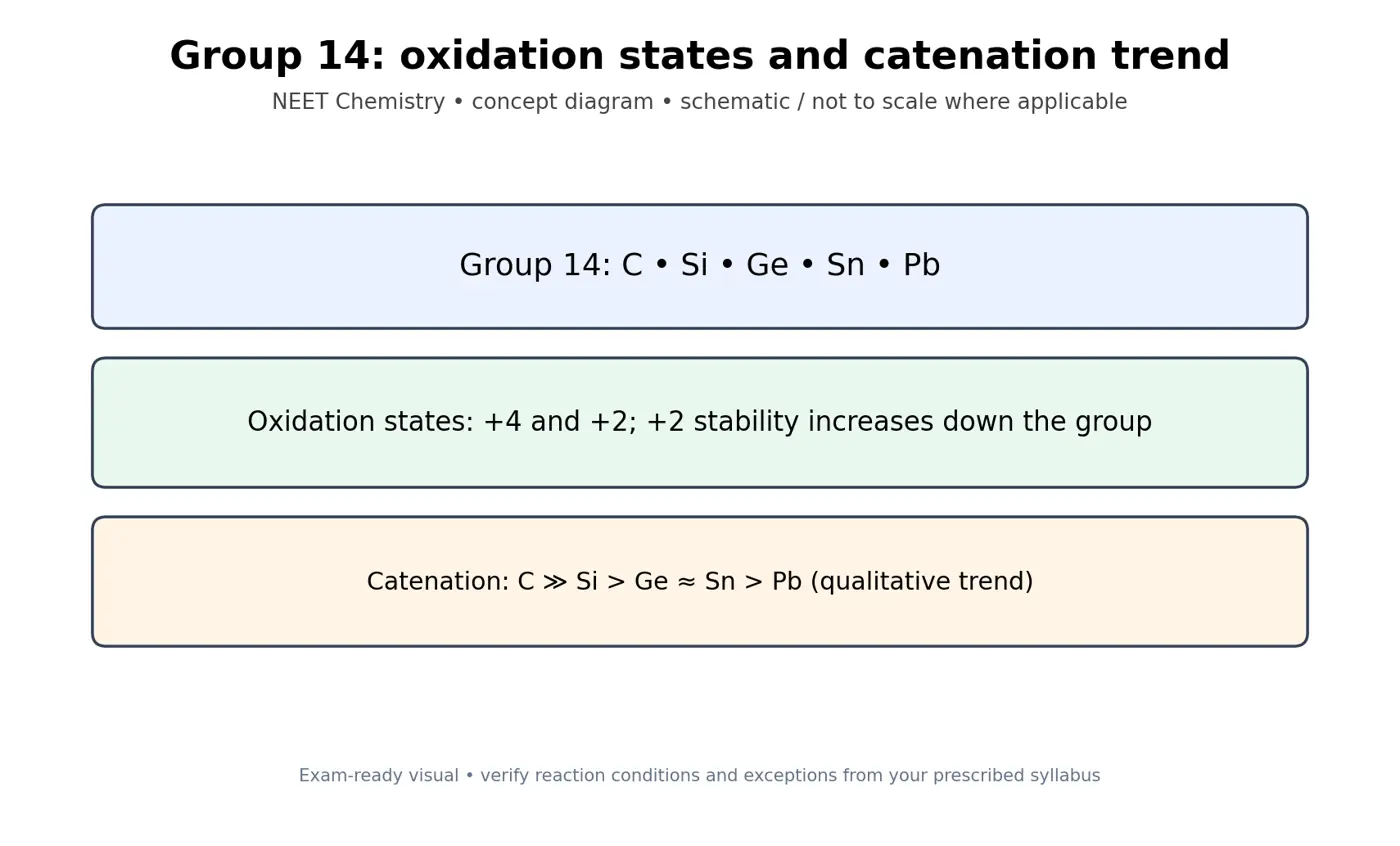 Group 14: oxidation states and catenation trend
NEET Chemistry • concept diagram • schematic / not to scale where applicable
Group 14: C • Si • Ge • Sn • Pb
Oxidation states: +4 and +2; +2 stability increases down the group
Catenation: C ≫ Si > Ge ≈ Sn > Pb (qualitative trend)
Exam-ready visual • verify reaction conditions and exceptions from your prescribed syllabus